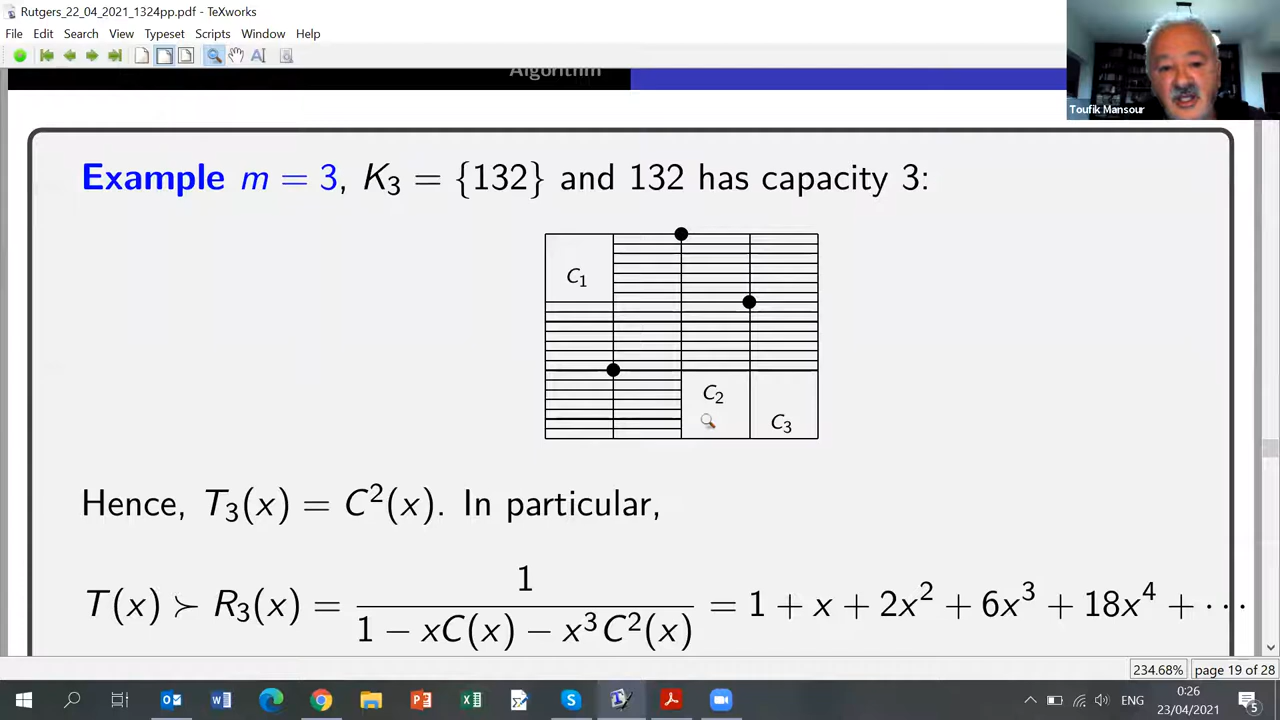 Rutgers_22_04_2021_1324pp.pdf - TeXworks
File Edit Search View Typeset Scripts Window Help
Toufik Mansour
Algorithm
Example m = 3, K₃ = {132} and 132 has capacity 3:
C₁
C₂
C₃
Hence, T₃(x) = C²(x). In particular,
T(x) ≻ R₃(x) = 1 / (1 − xC(x) − x³C²(x)) = 1 + x + 2x² + 6x³ + 18x⁴ + ⋯
234.68% page 19 of 28
ENG
0:26
23/04/2021
5